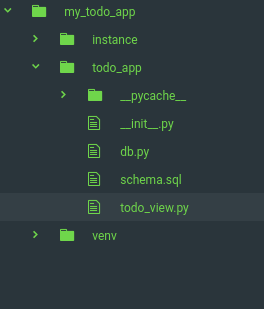 my_todo_app
instance
todo_app
__pycache__
__init__.py
db.py
schema.sql
todo_view.py
venv